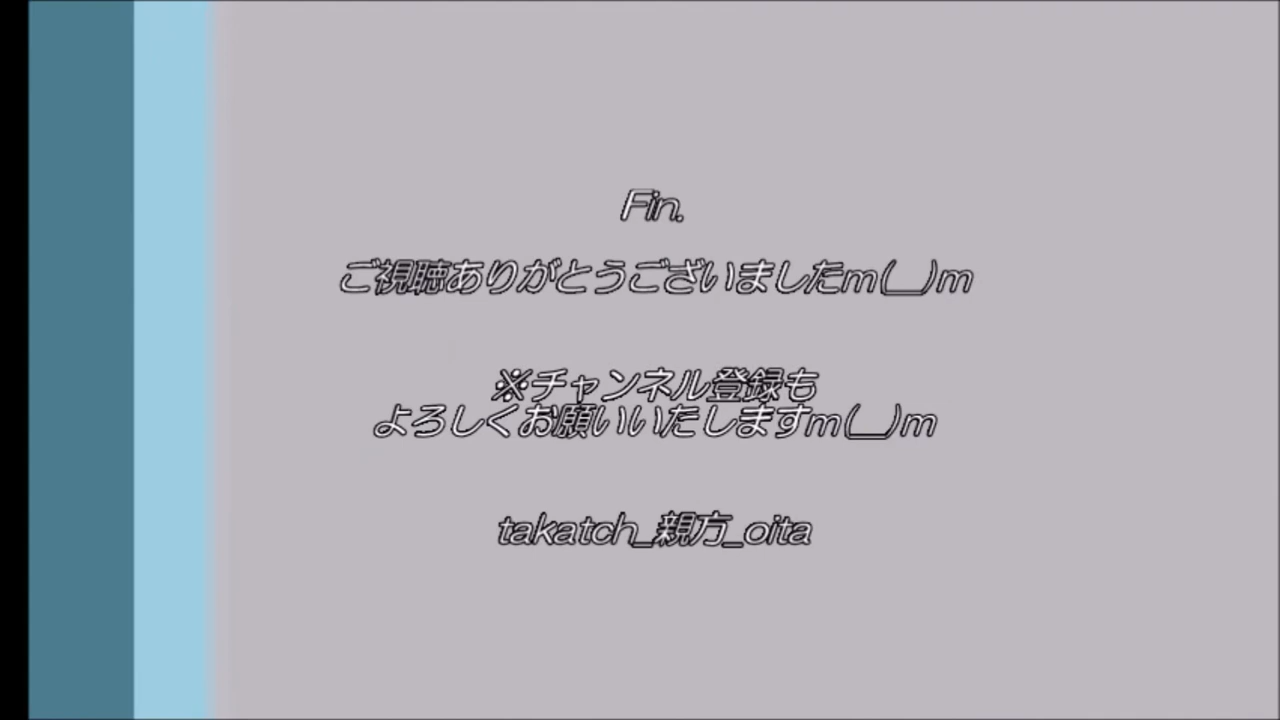 Fin.
ご視聴ありがとうございましたm(__)m
※チャンネル登録も
よろしくお願いいたしますm(__)m
takatch_親方_oita